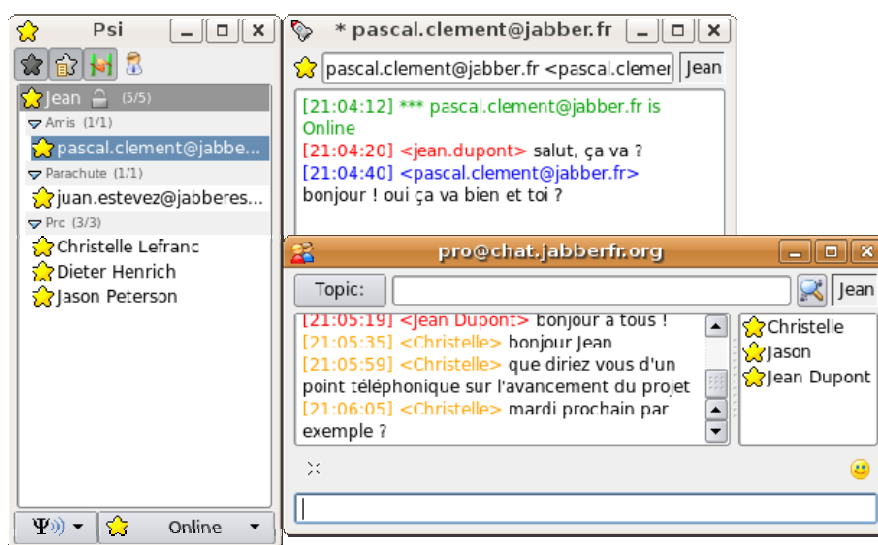 Psi
Jean (5/5)
Amis (1/1)
pascal.clement@jabbe...
Parachute (1/1)
juan.estevez@jabberes...
Pro (3/3)
Christelle Lefranc
Dieter Henrich
Jason Peterson
Ψ
Online
* pascal.clement@jabber.fr
pascal.clement@jabber.fr <pascal.clemer Jean
[21:04:12] *** pascal.clement@jabber.fr is
Online
[21:04:20] <jean.dupont> salut, ça va ?
[21:04:40] <pascal.clement@jabber.fr>
bonjour ! oui ça va bien et toi ?
pro@chat.jabberfr.org
Topic:
Jean
[21:05:19] <Jean Dupont> bonjour à tous !
[21:05:35] <Christelle> bonjour Jean
[21:05:59] <Christelle> que diriez vous d'un
point téléphonique sur l'avancement du projet
[21:06:05] <Christelle> mardi prochain par
exemple ?
Christelle
Jason
Jean Dupont